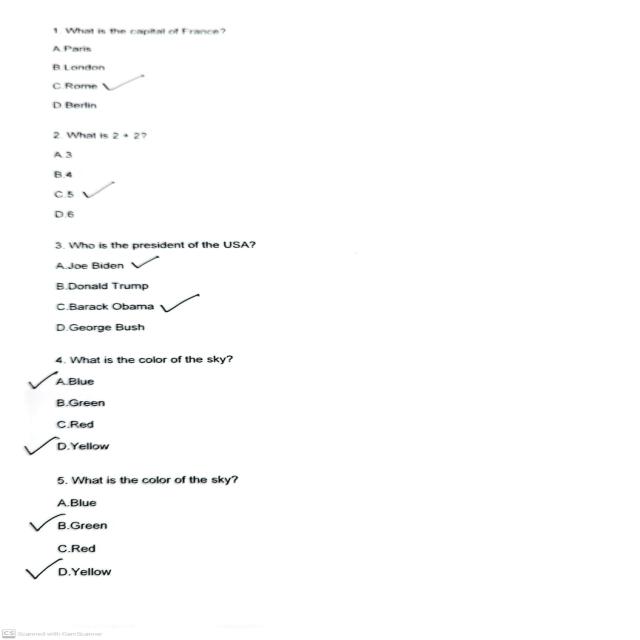 1. What is the capital of France?
A.Paris
B.London
C.Rome
D.Berlin
2. What is 2 + 2?
A.3
B.4
C.5
D.6
3. Who is the president of the USA?
A.Joe Biden
B.Donald Trump
C.Barack Obama
D.George Bush
4. What is the color of the sky?
A.Blue
B.Green
C.Red
D.Yellow
5. What is the color of the sky?
A.Blue
B.Green
C.Red
D.Yellow
CS Scanned with CamScanner